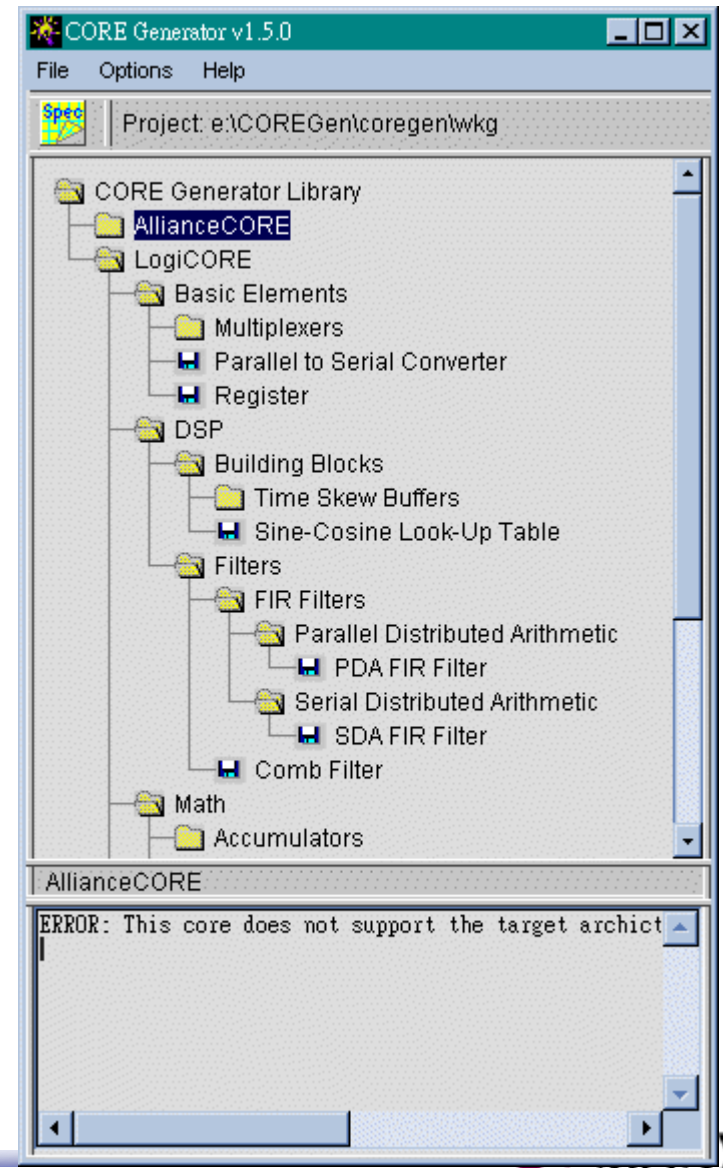 CORE Generator v1.5.0
File Options Help
Spec
Project: e:\COREGen\coregen\wkg
CORE Generator Library
AllianceCORE
LogiCORE
Basic Elements
Multiplexers
Parallel to Serial Converter
Register
DSP
Building Blocks
Time Skew Buffers
Sine-Cosine Look-Up Table
Filters
FIR Filters
Parallel Distributed Arithmetic
PDA FIR Filter
Serial Distributed Arithmetic
SDA FIR Filter
Comb Filter
Math
Accumulators
AllianceCORE
ERROR: This core does not support the target archict